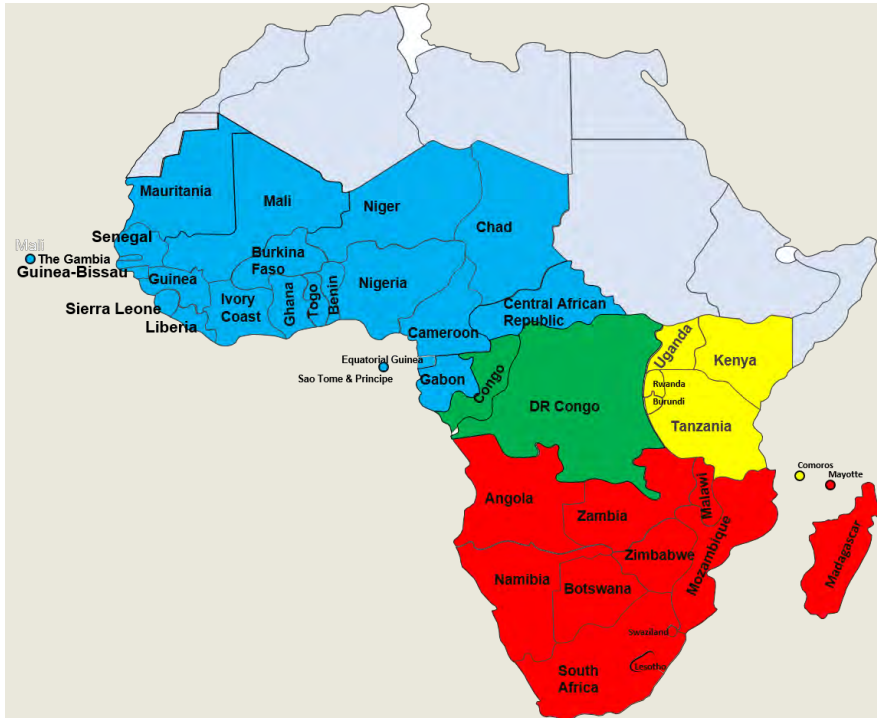 Mauritania
Mali
Niger
Chad
Senegal
Mali
The Gambia
Guinea-Bissau
Burkina
Faso
Guinea
Nigeria
Sierra Leone
Ivory
Coast
Ghana
Togo
Benin
Liberia
Central African
Republic
Cameroon
Equatorial Guinea
Sao Tome & Principe
Gabon
Congo
DR Congo
Uganda
Kenya
Rwanda
Burundi
Tanzania
Comoros
Mayotte
Angola
Zambia
Malawi
Mozambique
Zimbabwe
Madagascar
Namibia
Botswana
Swaziland
Lesotho
South
Africa